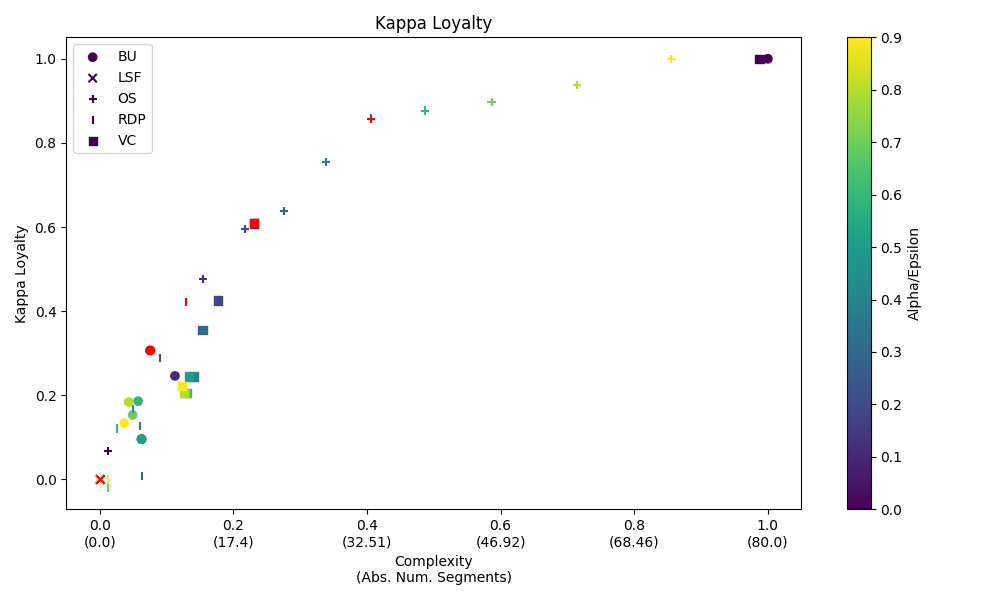 Kappa Loyalty
BU
LSF
OS
RDP
VC
Kappa Loyalty
1.0
0.8
0.6
0.4
0.2
0.0
0.0 0.2 0.4 0.6 0.8 1.0
(0.0) (17.4) (32.51) (46.92) (68.46) (80.0)
Complexity
(Abs. Num. Segments)
0.9
0.8
0.7
0.6
0.5
0.4
0.3
0.2
0.1
0.0
Alpha/Epsilon